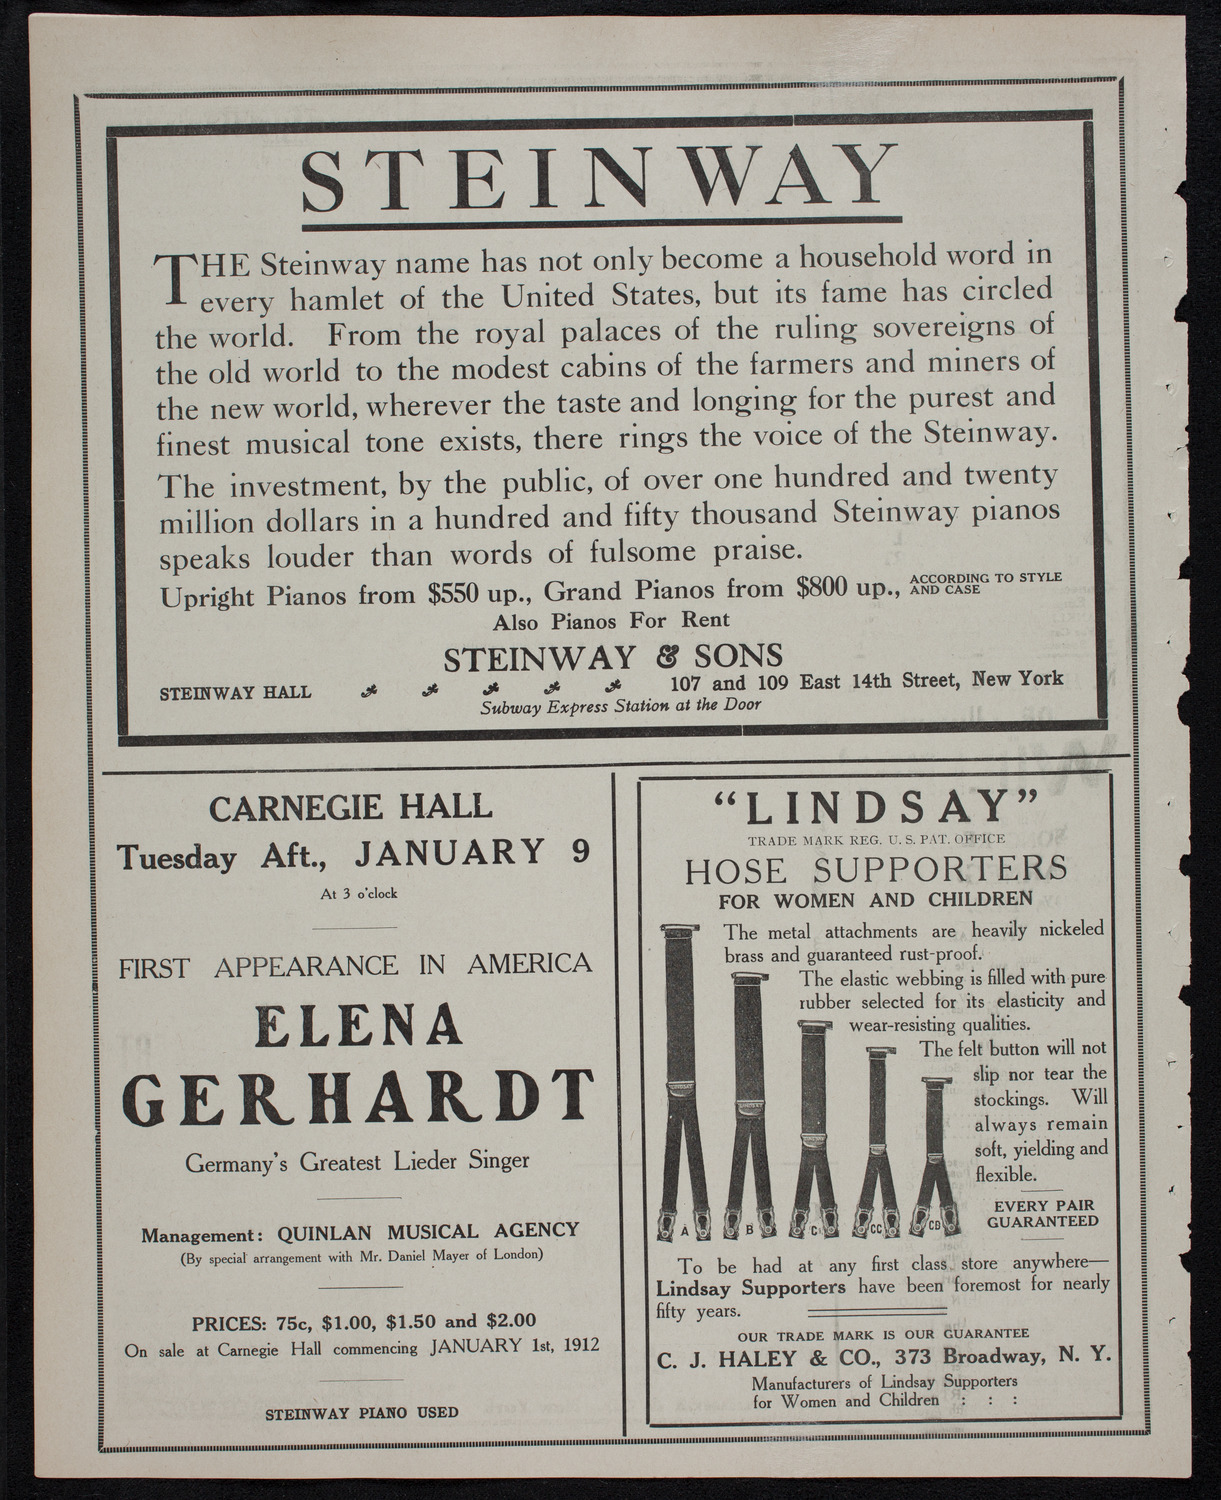 STEINWAY
THE Steinway name has not only become a household word in
every hamlet of the United States, but its fame has circled
the world. From the royal palaces of the ruling sovereigns of
the old world to the modest cabins of the farmers and miners of
the new world, wherever the taste and longing for the purest and
finest musical tone exists, there rings the voice of the Steinway.
The investment, by the public, of over one hundred and twenty
million dollars in a hundred and fifty thousand Steinway pianos
speaks louder than words of fulsome praise.
Upright Pianos from $550 up., Grand Pianos from $800 up., ACCORDING TO STYLE
AND CASE
Also Pianos For Rent
STEINWAY & SONS
STEINWAY HALL 107 and 109 East 14th Street, New York
Subway Express Station at the Door
CARNEGIE HALL
Tuesday Aft., JANUARY 9
At 3 o'clock
FIRST APPEARANCE IN AMERICA
ELENA
GERHARDT
Germany's Greatest Lieder Singer
Management: QUINLAN MUSICAL AGENCY
(By special arrangement with Mr. Daniel Mayer of London)
PRICES: 75c, $1.00, $1.50 and $2.00
On sale at Carnegie Hall commencing JANUARY 1st, 1912
STEINWAY PIANO USED
"LINDSAY"
TRADE MARK REG. U. S. PAT. OFFICE
HOSE SUPPORTERS
FOR WOMEN AND CHILDREN
The metal attachments are heavily nickeled
brass and guaranteed rust-proof.
The elastic webbing is filled with pure
rubber selected for its elasticity and
wear-resisting qualities.
The felt button will not
slip nor tear the
stockings. Will
always remain
soft, yielding and
flexible.
EVERY PAIR
GUARANTEED
A B C CC CB
To be had at any first class store anywhere—
Lindsay Supporters have been foremost for nearly
fifty years.
OUR TRADE MARK IS OUR GUARANTEE
C. J. HALEY & CO., 373 Broadway, N. Y.
Manufacturers of Lindsay Supporters
for Women and Children : : :